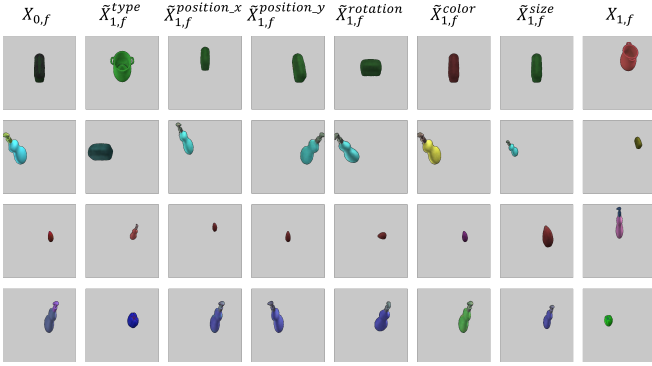 X₀,f X̃₁,f^type X̃₁,f^position_x X̃₁,f^position_y X̃₁,f^rotation X̃₁,f^color X̃₁,f^size X₁,f